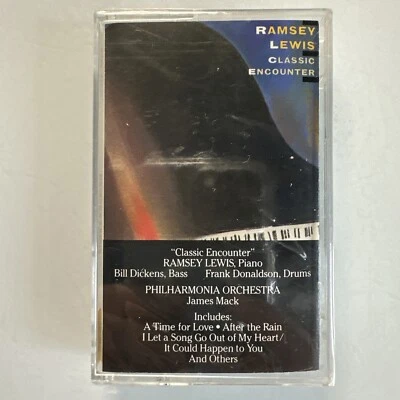 RAMSEY
LEWIS
CLASSIC
ENCOUNTER
"Classic Encounter"
RAMSEY LEWIS, Piano
Bill Dickens, Bass Frank Donaldson, Drums
PHILHARMONIA ORCHESTRA
James Mack
Includes:
A Time for Love • After the Rain
I Let a Song Go Out of My Heart/
It Could Happen to You
And Others